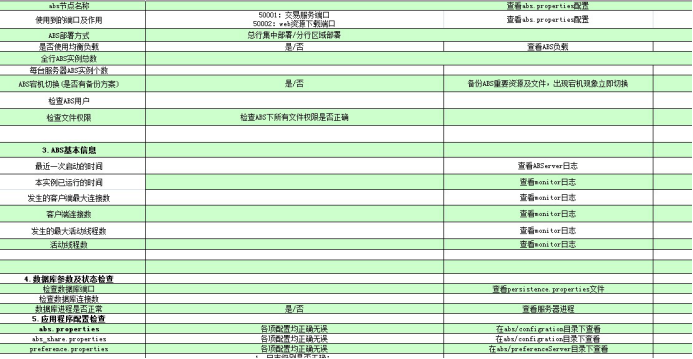 abs节点名称 查看abs.properties配置
使用到的端口及作用 50001: 交易服务端口 查看abs.properties配置
50002: web资源下载端口
ABS部署方式 总行集中部署/分行区域部署
是否使用均衡负载 是/否 查看ABS负载
全行ABS实例总数
每台服务器ABS实例个数
ABS宕机切换(是否有备份方案) 是/否 备份ABS重要资源及文件，出现宕机现象立即切换
检查ABS用户
检查文件权限 检查ABS下所有文件权限是否正确
3.ABS基本信息
最近一次启动的时间 查看ABServer日志
本实例已运行的时间 查看monitor日志
发生的客户端最大连接数 查看monitor日志
客户端连接数 查看monitor日志
发生的最大活动线程数 查看monitor日志
活动线程数 查看monitor日志
4.数据库参数及状态检查
检查数据库端口 查看persistence.properties文件
检查数据库连接数
数据库进程是否正常 是/否 查看服务器进程
5.应用程序配置检查
abs.properties 各项配置均正确无误 在abs/configration目录下查看
abs_share.properties 各项配置均正确无误 在abs/configration目录下查看
preference.properties 各项配置均正确无误 在abs/preferenceServer目录下查看